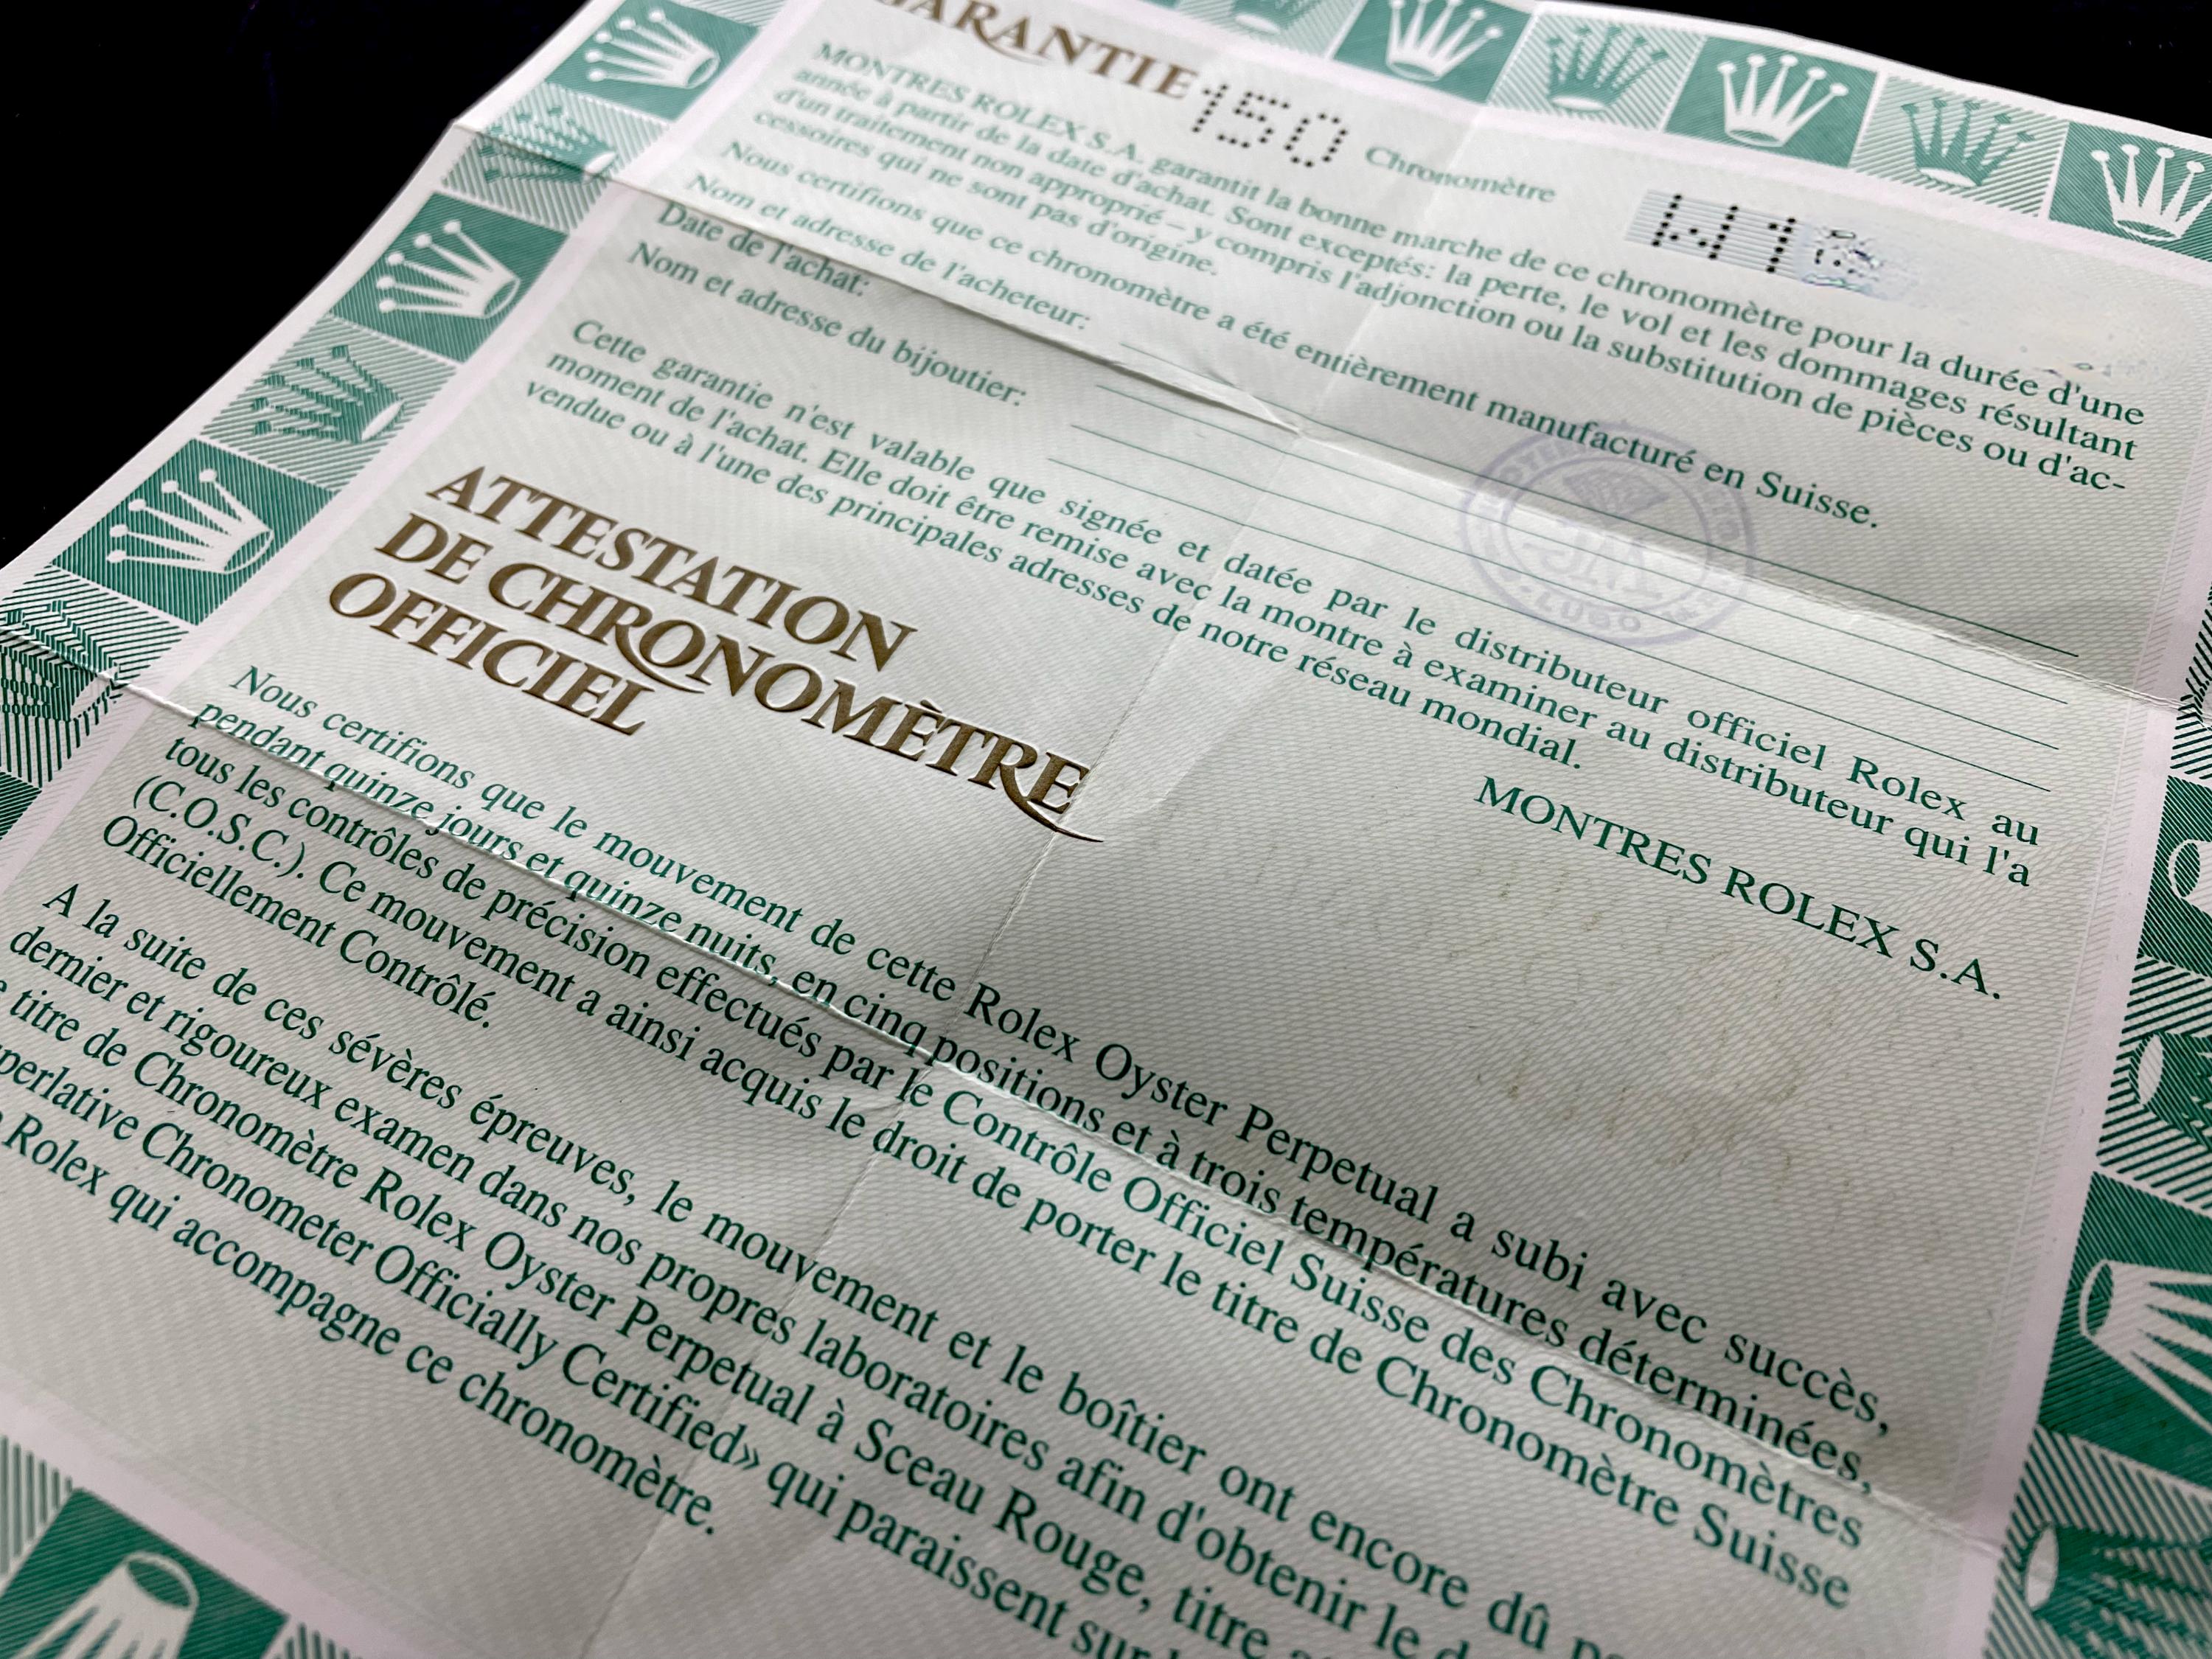 GARANTIE
150
Chronomètre
W1
MONTRES ROLEX S.A. garantit la bonne marche de ce chronomètre pour la durée d'une
année à partir de la date d'achat. Sont exceptés: la perte, le vol et les dommages résultant
d'un traitement non approprié – y compris l'adjonction ou la substitution de pièces ou d'ac-
cessoires qui ne sont pas d'origine.
Nous certifions que ce chronomètre a été entièrement manufacturé en Suisse.
Nom et adresse de l'acheteur:
Date de l'achat:
Nom et adresse du bijoutier:
Cette garantie n'est valable que signée et datée par le distributeur officiel Rolex au
moment de l'achat. Elle doit être remise avec la montre à examiner au distributeur qui l'a
vendue ou à l'une des principales adresses de notre réseau mondial.
MONTRES ROLEX S.A.
ATTESTATION
DE CHRONOMÈTRE
OFFICIEL
Nous certifions que le mouvement de cette Rolex Oyster Perpetual a subi avec succès,
pendant quinze jours et quinze nuits, en cinq positions et à trois températures déterminées,
tous les contrôles de précision effectués par le Contrôle Officiel Suisse des Chronomètres
(C.O.S.C.). Ce mouvement a ainsi acquis le droit de porter le titre de Chronomètre Suisse
Officiellement Contrôlé.
A la suite de ces sévères épreuves, le mouvement et le boîtier ont encore dû
dernier et rigoureux examen dans nos propres laboratoires afin d'obtenir le
titre de Chronomètre Rolex Oyster Perpetual à Sceau Rouge, titre
perlative Chronometer Officially Certified» qui paraissent sur
Rolex qui accompagne ce chronomètre.